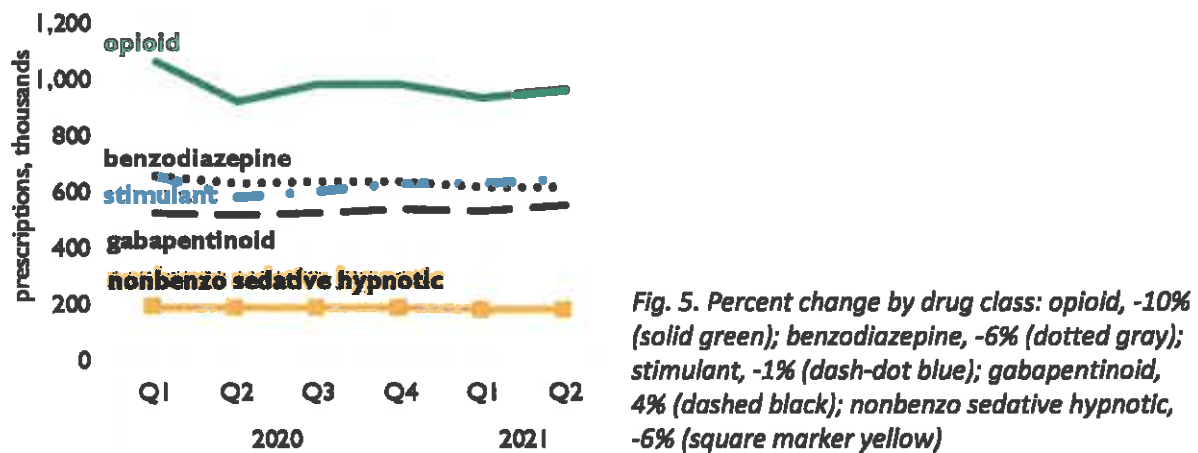 1,200
opioid
1,000
800
benzodiazepine
600
stimulant
400
gabapentinoid
nonbenzo sedative hypnotic
200
0
prescriptions, thousands
Q1 Q2 Q3 Q4 Q1 Q2
2020 2021
Fig. 5. Percent change by drug class: opioid, -10%
(solid green); benzodiazepine, -6% (dotted gray);
stimulant, -1% (dash-dot blue); gabapentinoid,
4% (dashed black); nonbenzo sedative hypnotic,
-6% (square marker yellow)